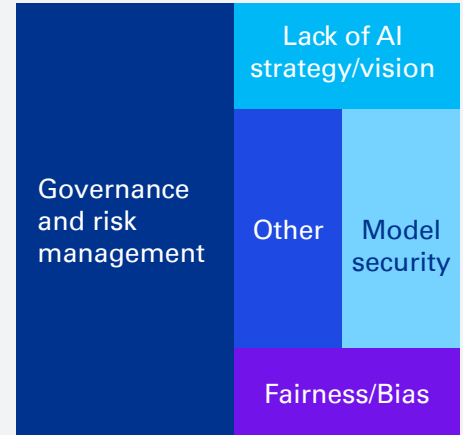 Lack of AI
strategy/vision
Governance
and risk
management
Other
Model
security
Fairness/Bias